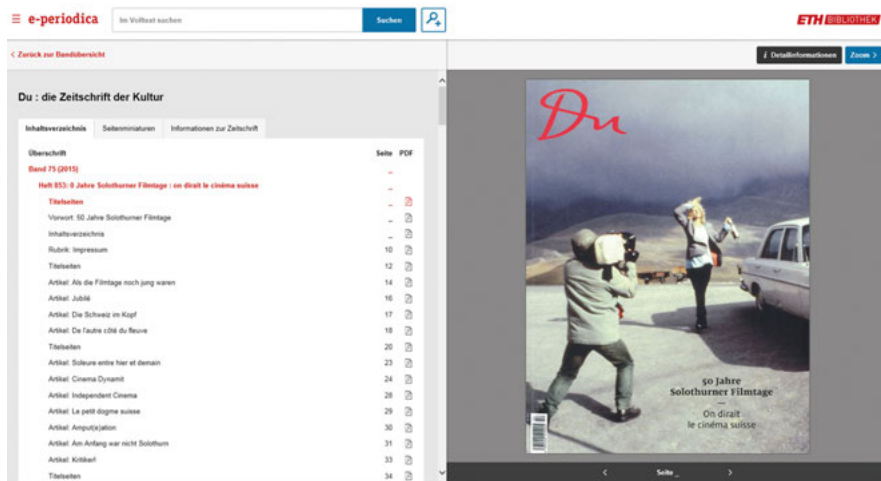 e-periodica
Im Volltext suchen
Suchen
ETH BIBLIOTHEK
< Zurück zur Bandübersicht
i Detailinformationen
Zoom >
Du : die Zeitschrift der Kultur
Inhaltsverzeichnis Seitenminiaturen Informationen zur Zeitschrift
Überschrift Seite PDF
Band 75 (2015) _
Heft 853: 0 Jahre Solothurner Filmtage : on dirait le cinéma suisse _
Titelseiten _
Vorwort: 50 Jahre Solothurner Filmtage _
Inhaltsverzeichnis _
Rubrik: Impressum 10
Titelseiten 12
Artikel: Als die Filmtage noch jung waren 14
Artikel: Jubilé 16
Artikel: Die Schweiz im Kopf 17
Artikel: De l'autre côté du fleuve 18
Titelseiten 20
Artikel: Soleure entre hier et demain 23
Artikel: Cinema Dynamit 24
Artikel: Independent Cinema 28
Artikel: Le petit dogme suisse 29
Artikel: Amput(e)ation 30
Artikel: Am Anfang war nicht Solothurn 31
Artikel: Kritiker! 33
Titelseiten 34
Du
50 Jahre
Solothurner Filmtage
—
On dirait
le cinéma suisse
< Seite _ >